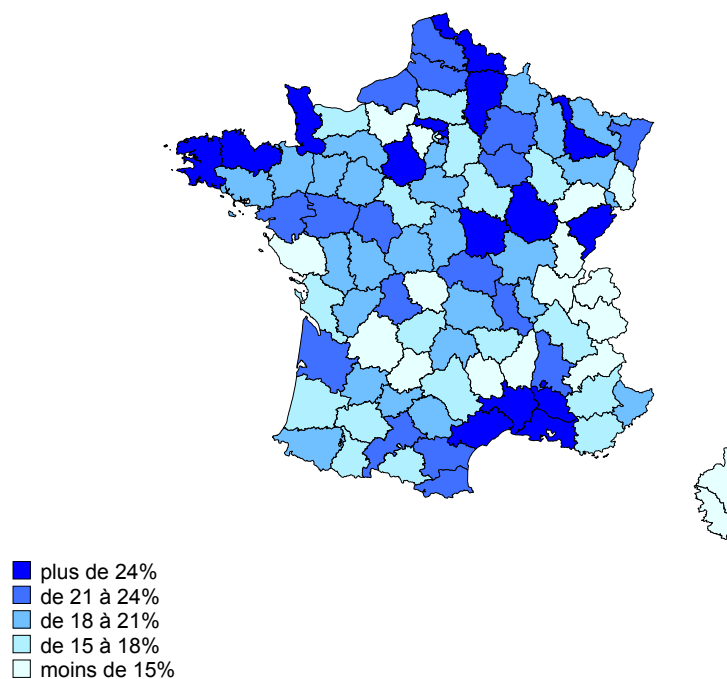 plus de 24%
de 21 à 24%
de 18 à 21%
de 15 à 18%
moins de 15%